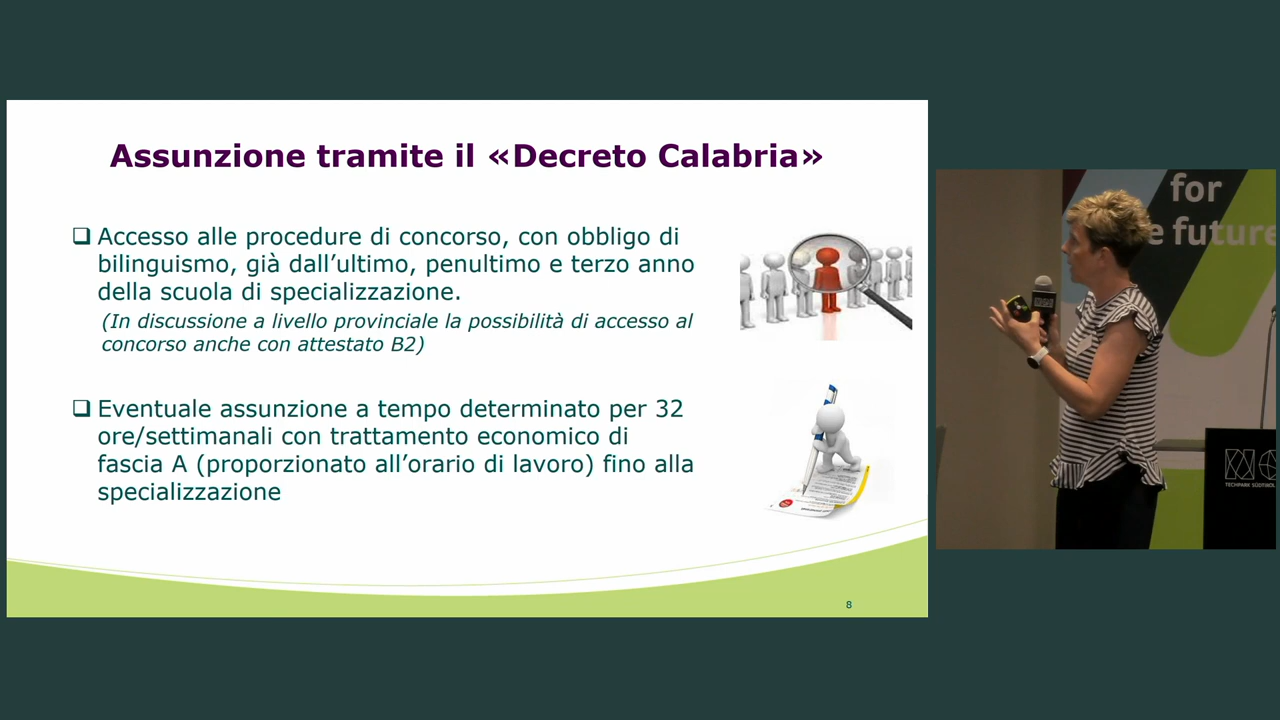 Assunzione tramite il «Decreto Calabria»
Accesso alle procedure di concorso, con obbligo di
bilinguismo, già dall’ultimo, penultimo e terzo anno
della scuola di specializzazione.
(In discussione a livello provinciale la possibilità di accesso al
concorso anche con attestato B2)
Eventuale assunzione a tempo determinato per 32
ore/settimanali con trattamento economico di
fascia A (proporzionato all’orario di lavoro) fino alla
specializzazione
8
for
e future
TECHPARK